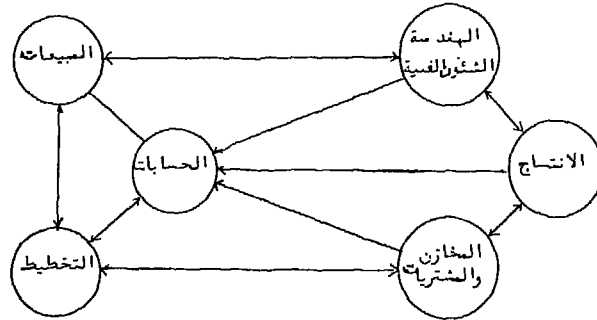 الهندسة
الشئون الفنية
المبيعات
الحسابات
الانتاج
المخازن
والمشتريات
التخطيط